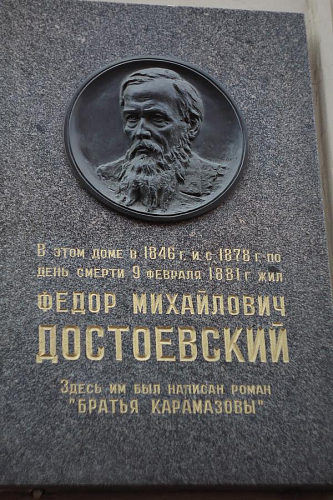 В этом доме в 1846 г. и с 1878 г. по
день смерти 9 февраля 1881 г. жил
ФЕДОР МИХАЙЛОВИЧ
ДОСТОЕВСКИЙ
Здесь им был написан роман
"БРАТЬЯ КАРАМАЗОВЫ"